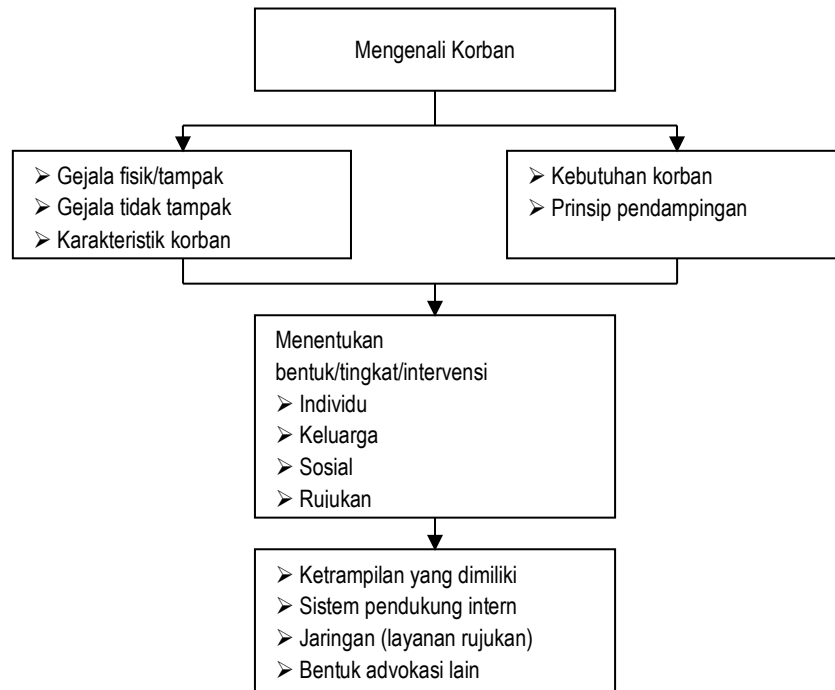 Mengenali Korban
➢ Gejala fisik/tampak
➢ Gejala tidak tampak
➢ Karakteristik korban
➢ Kebutuhan korban
➢ Prinsip pendampingan
Menentukan
bentuk/tingkat/intervensi
➢ Individu
➢ Keluarga
➢ Sosial
➢ Rujukan
➢ Ketrampilan yang dimiliki
➢ Sistem pendukung intern
➢ Jaringan (layanan rujukan)
➢ Bentuk advokasi lain